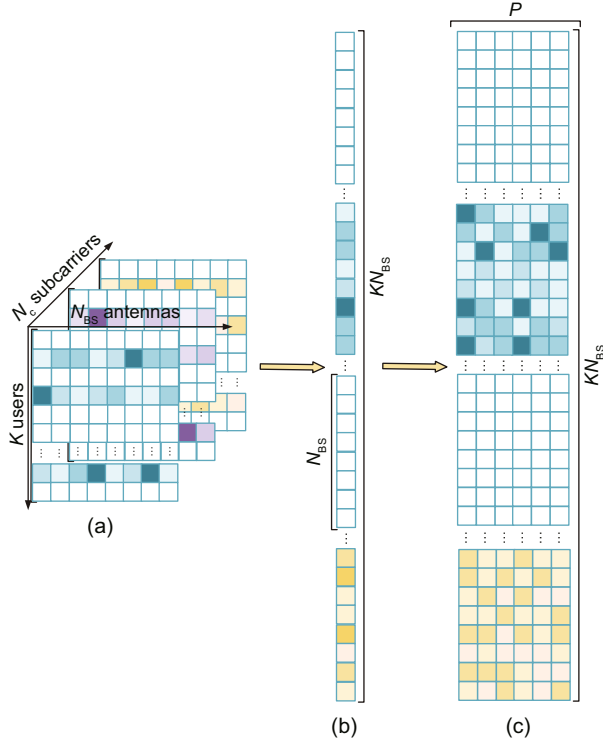 P
N_c subcarriers
N_BS antennas
K users
KN_BS
N_BS
KN_BS
(a)
(b)
(c)